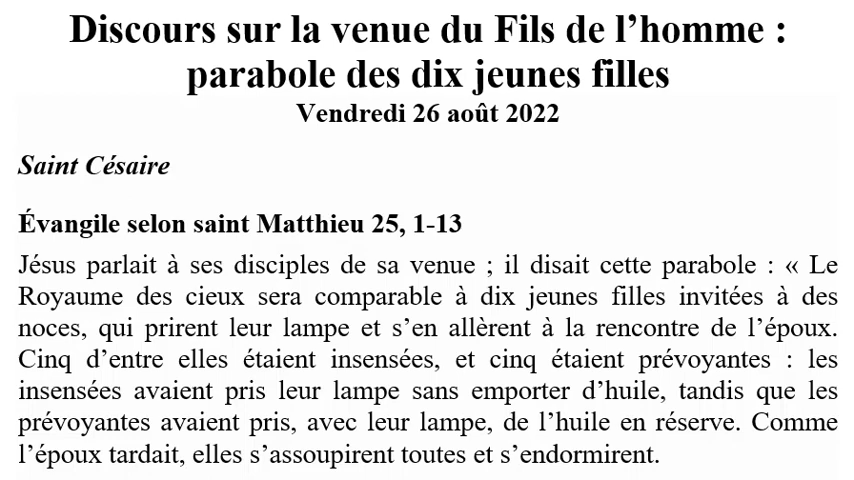 Discours sur la venue du Fils de l’homme :
parabole des dix jeunes filles
Vendredi 26 août 2022
Saint Césaire
Évangile selon saint Matthieu 25, 1-13
Jésus parlait à ses disciples de sa venue ; il disait cette parabole : « Le
Royaume des cieux sera comparable à dix jeunes filles invitées à des
noces, qui prirent leur lampe et s’en allèrent à la rencontre de l’époux.
Cinq d’entre elles étaient insensées, et cinq étaient prévoyantes : les
insensées avaient pris leur lampe sans emporter d’huile, tandis que les
prévoyantes avaient pris, avec leur lampe, de l’huile en réserve. Comme
l’époux tardait, elles s’assoupirent toutes et s’endormirent.